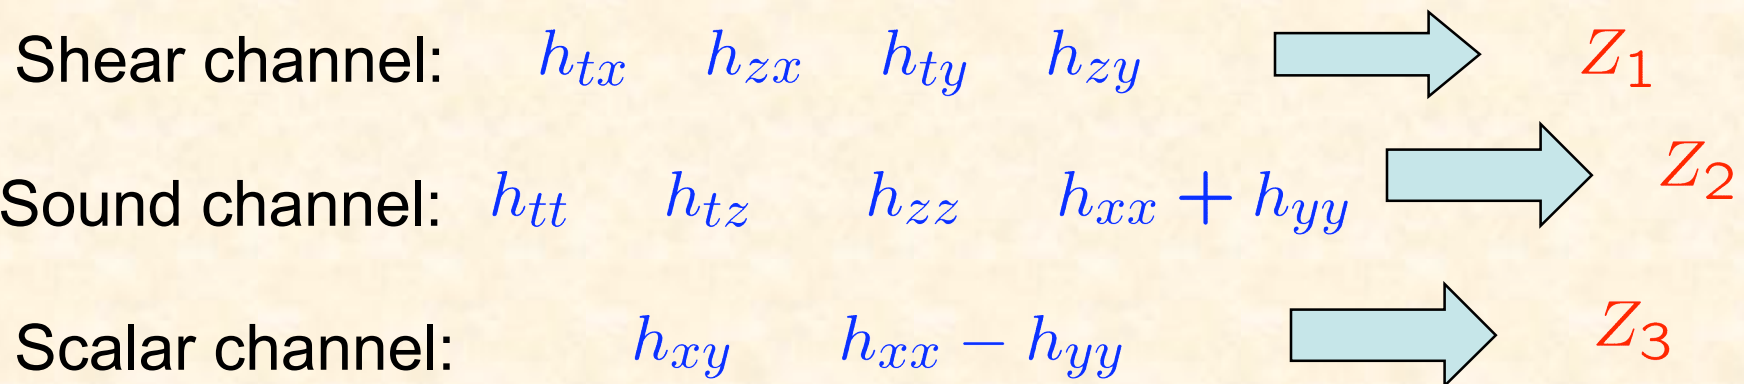 Shear channel: $h_{tx}$ $h_{zx}$ $h_{ty}$ $h_{zy}$ $Z_1$
Sound channel: $h_{tt}$ $h_{tz}$ $h_{zz}$ $h_{xx} + h_{yy}$ $Z_2$
Scalar channel: $h_{xy}$ $h_{xx} - h_{yy}$ $Z_3$